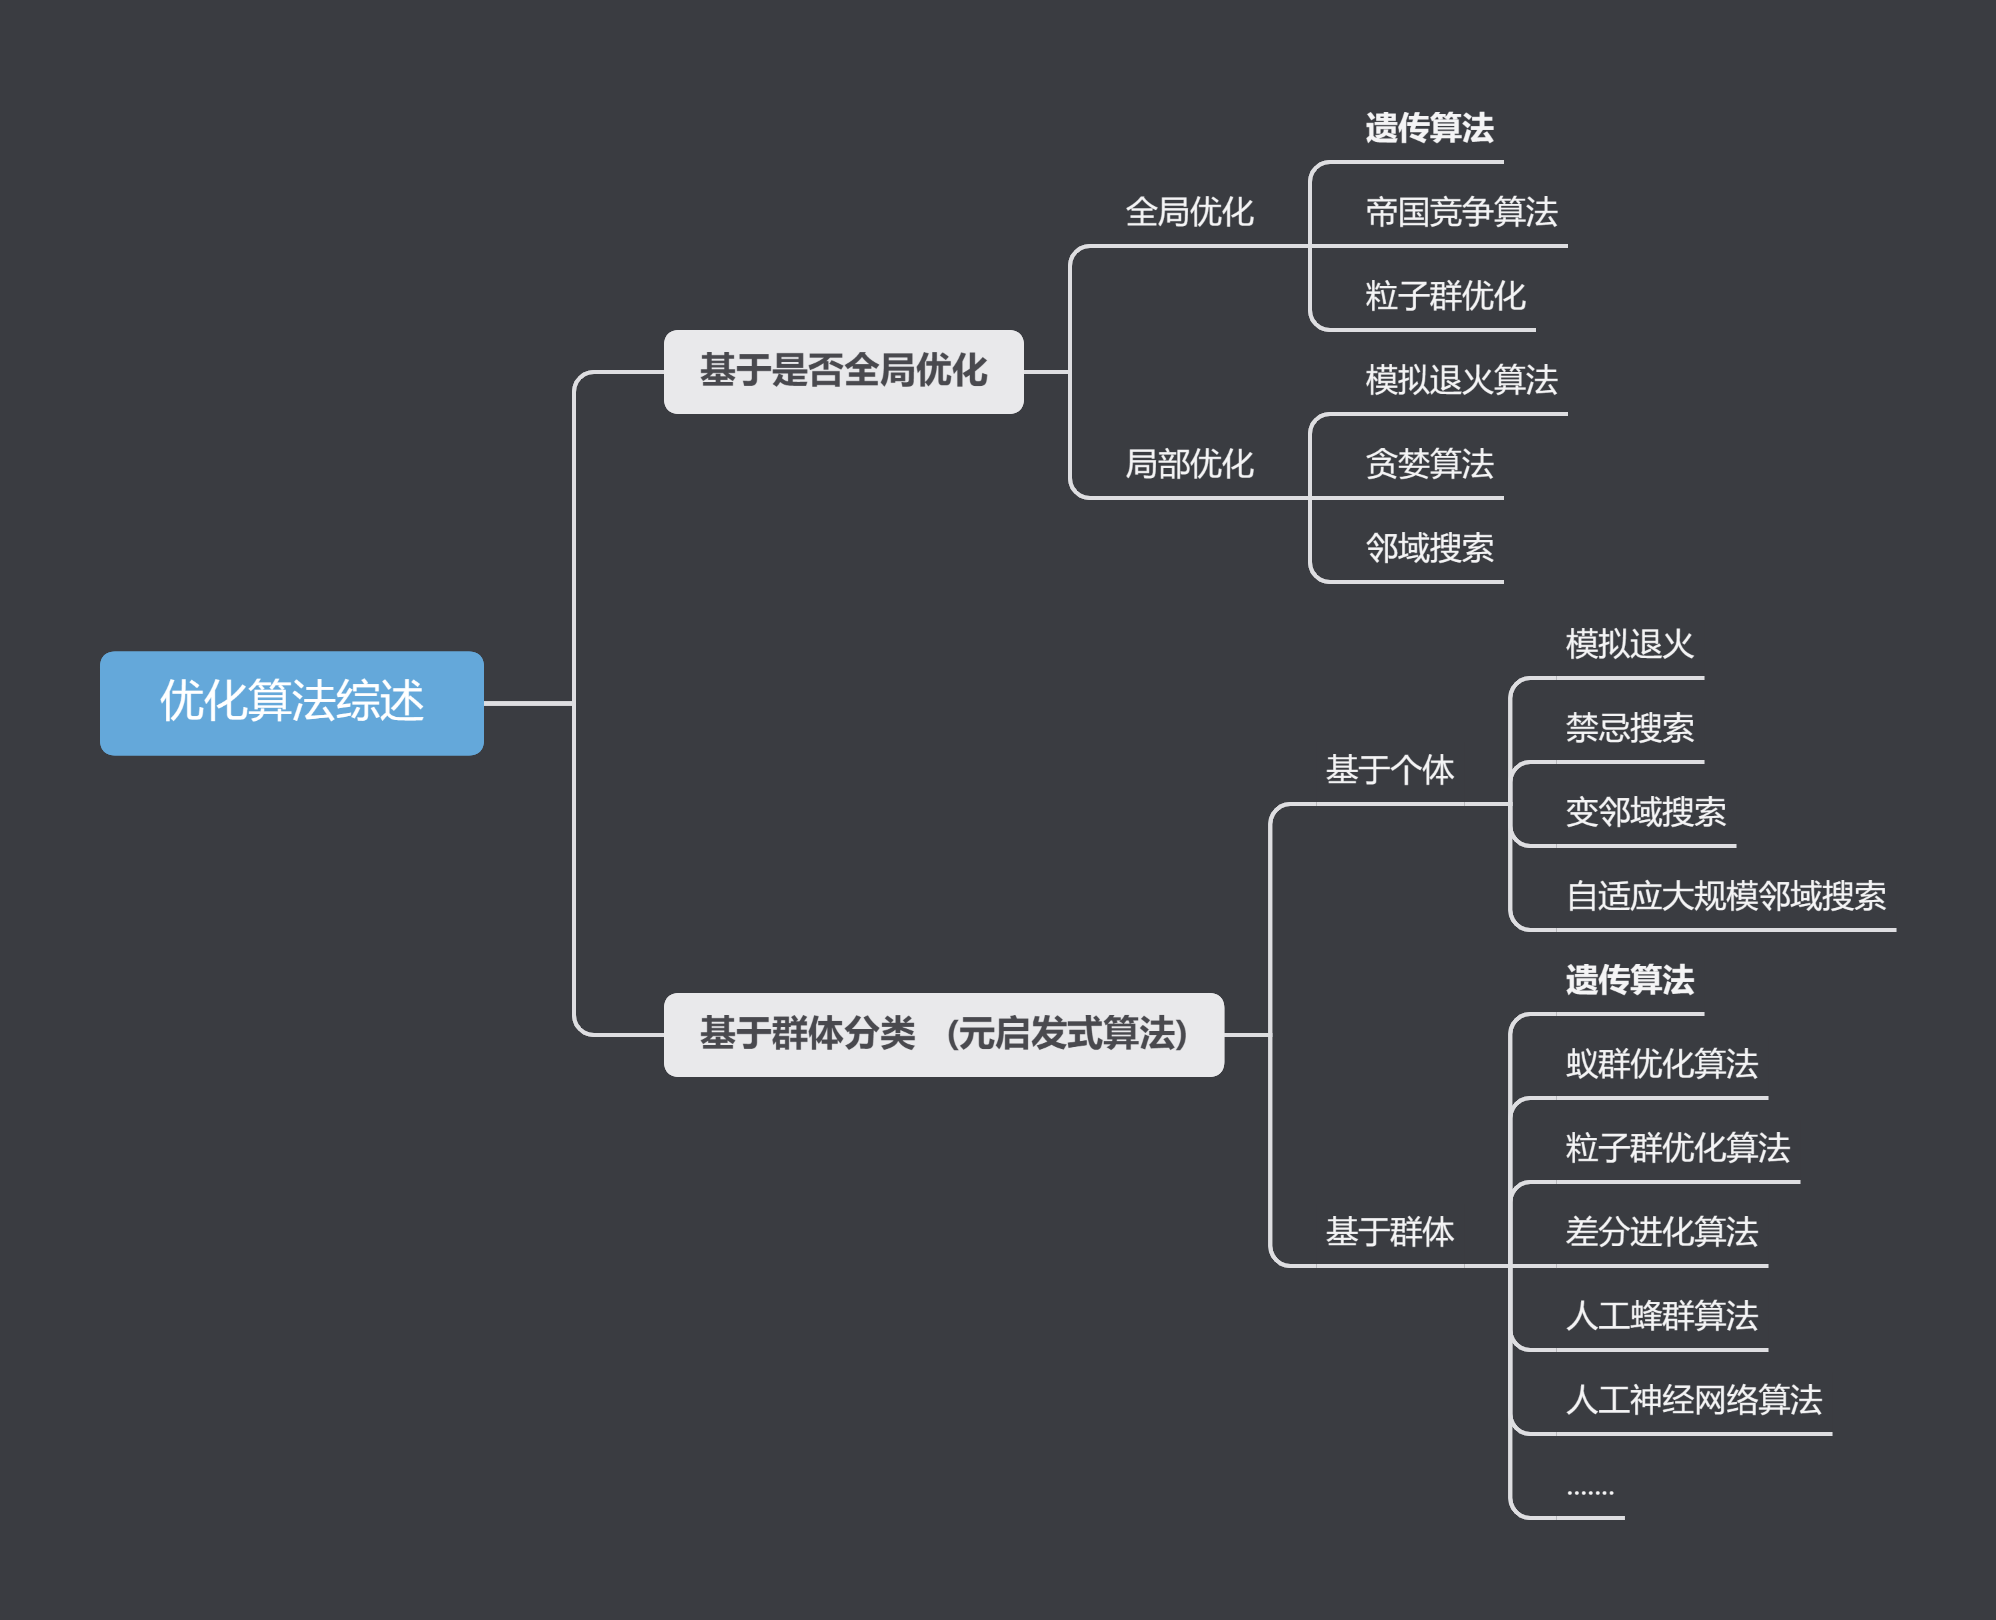 优化算法综述
基于是否全局优化
全局优化
遗传算法
帝国竞争算法
粒子群优化
局部优化
模拟退火算法
贪婪算法
邻域搜索
基于群体分类 （元启发式算法）
基于个体
模拟退火
禁忌搜索
变邻域搜索
自适应大规模邻域搜索
基于群体
遗传算法
蚁群优化算法
粒子群优化算法
差分进化算法
人工蜂群算法
人工神经网络算法
.......